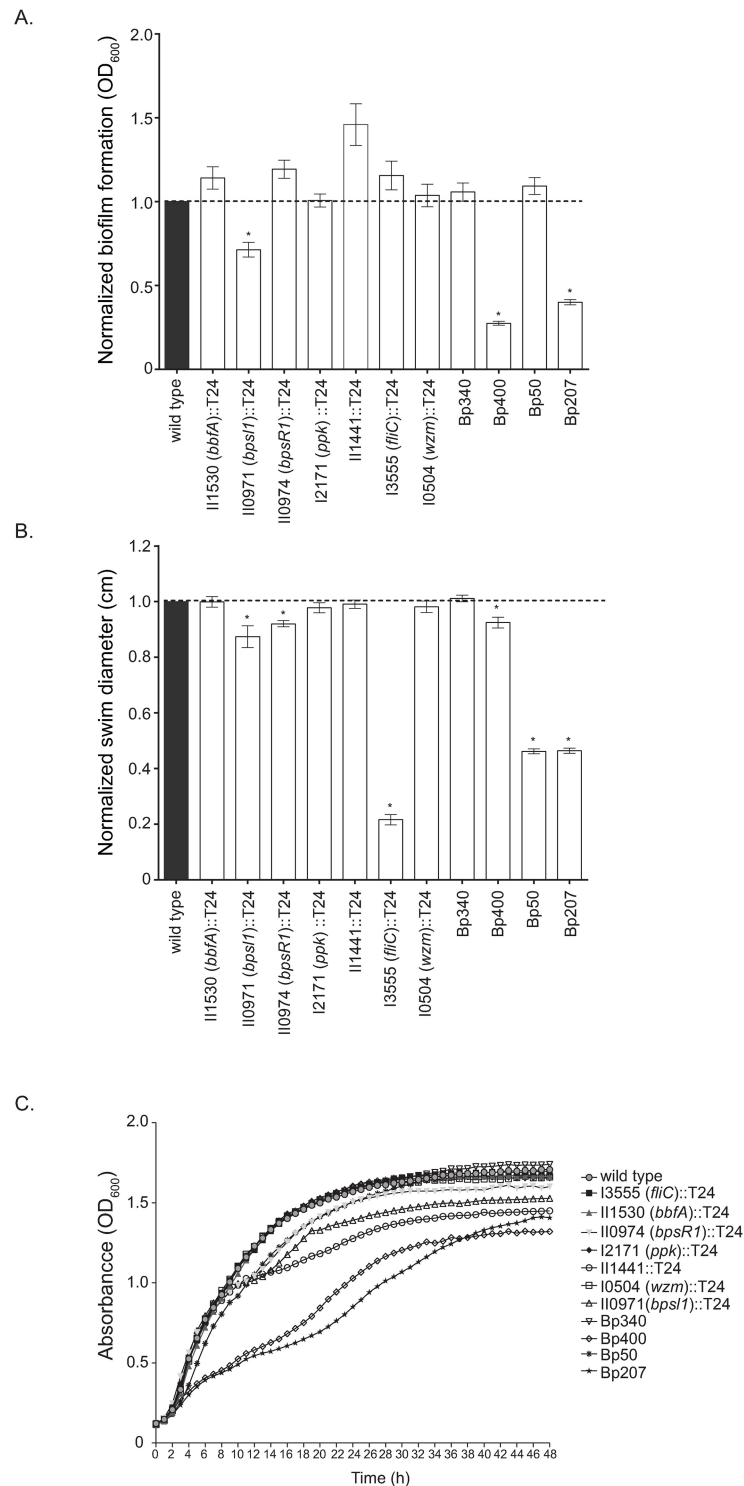 A.
Normalized biofilm formation (OD600)
2.0
1.5
1.0
0.5
0
*
*
*
wild type
II1530 (bbfA)::T24
II0971 (bpsI1)::T24
II0974 (bpsR1)::T24
I2171 (ppk) ::T24
II1441::T24
I3555 (fliC)::T24
I0504 (wzm)::T24
Bp340
Bp400
Bp50
Bp207
B.
Normalized swim diameter (cm)
1.2
1.0
0.8
0.6
0.4
0.2
0
*
*
*
*
*
*
wild type
II1530 (bbfA)::T24
II0971 (bpsI1)::T24
II0974 (bpsR1)::T24
I2171 (ppk) ::T24
II1441::T24
I3555 (fliC)::T24
I0504 (wzm)::T24
Bp340
Bp400
Bp50
Bp207
C.
Absorbancce (OD600)
2.0
1.5
1.0
0.5
0
0 2 4 6 8 10 12 14 16 18 20 22 24 26 28 30 32 34 36 38 40 42 44 46 48
Time (h)
wild type
I3555 (fliC)::T24
II1530 (bbfA)::T24
II0974 (bpsR1)::T24
I2171 (ppk)::T24
II1441::T24
I0504 (wzm)::T24
II0971(bpsl1)::T24
Bp340
Bp400
Bp50
Bp207